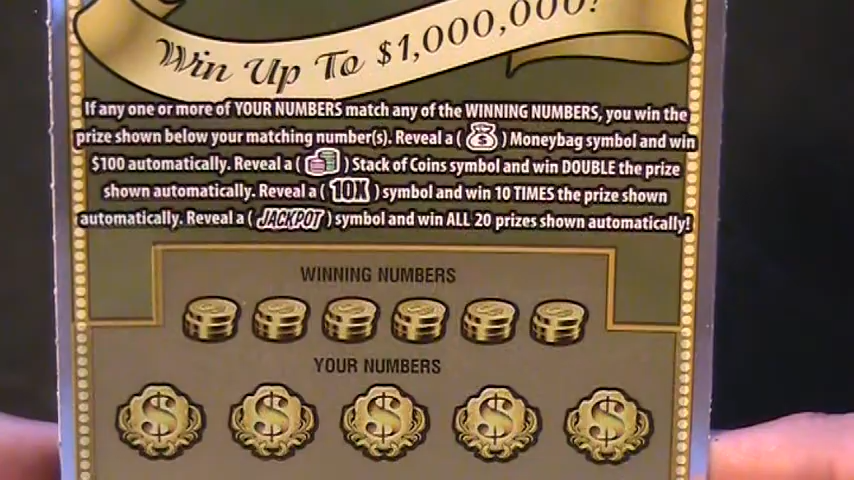 Win Up To $1,000,000!
If any one or more of YOUR NUMBERS match any of the WINNING NUMBERS, you win the
prize shown below your matching number(s). Reveal a ( $ ) Moneybag symbol and win
$100 automatically. Reveal a ( ) Stack of Coins symbol and win DOUBLE the prize
shown automatically. Reveal a ( 10X ) symbol and win 10 TIMES the prize shown
automatically. Reveal a ( JACKPOT ) symbol and win ALL 20 prizes shown automatically!
WINNING NUMBERS
YOUR NUMBERS
$ $ $ $ $